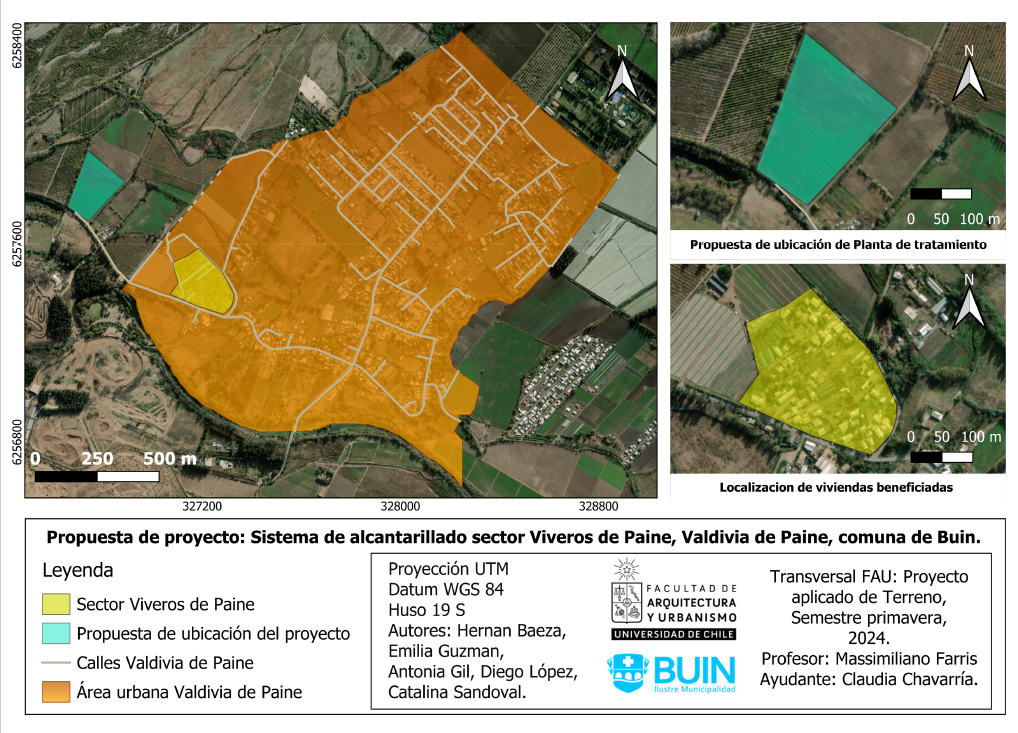 6258400
6257600
6256800
N
0 250 500 m
327200
328000
328800
N
0 50 100 m
Propuesta de ubicación de Planta de tratamiento
N
0 50 100 m
Localizacion de viviendas beneficiadas
Propuesta de proyecto: Sistema de alcantarillado sector Viveros de Paine, Valdivia de Paine, comuna de Buin.
Leyenda
Sector Viveros de Paine
Propuesta de ubicación del proyecto
Calles Valdivia de Paine
Área urbana Valdivia de Paine
Proyección UTM
Datum WGS 84
Huso 19 S
Autores: Hernan Baeza,
Emilia Guzman,
Antonia Gil, Diego López,
Catalina Sandoval.
FACULTAD DE
ARQUITECTURA
Y URBANISMO
UNIVERSIDAD DE CHILE
BUIN
Ilustre Municipalidad
Transversal FAU: Proyecto
aplicado de Terreno,
Semestre primavera,
2024.
Profesor: Massimiliano Farris
Ayudante: Claudia Chavarría.